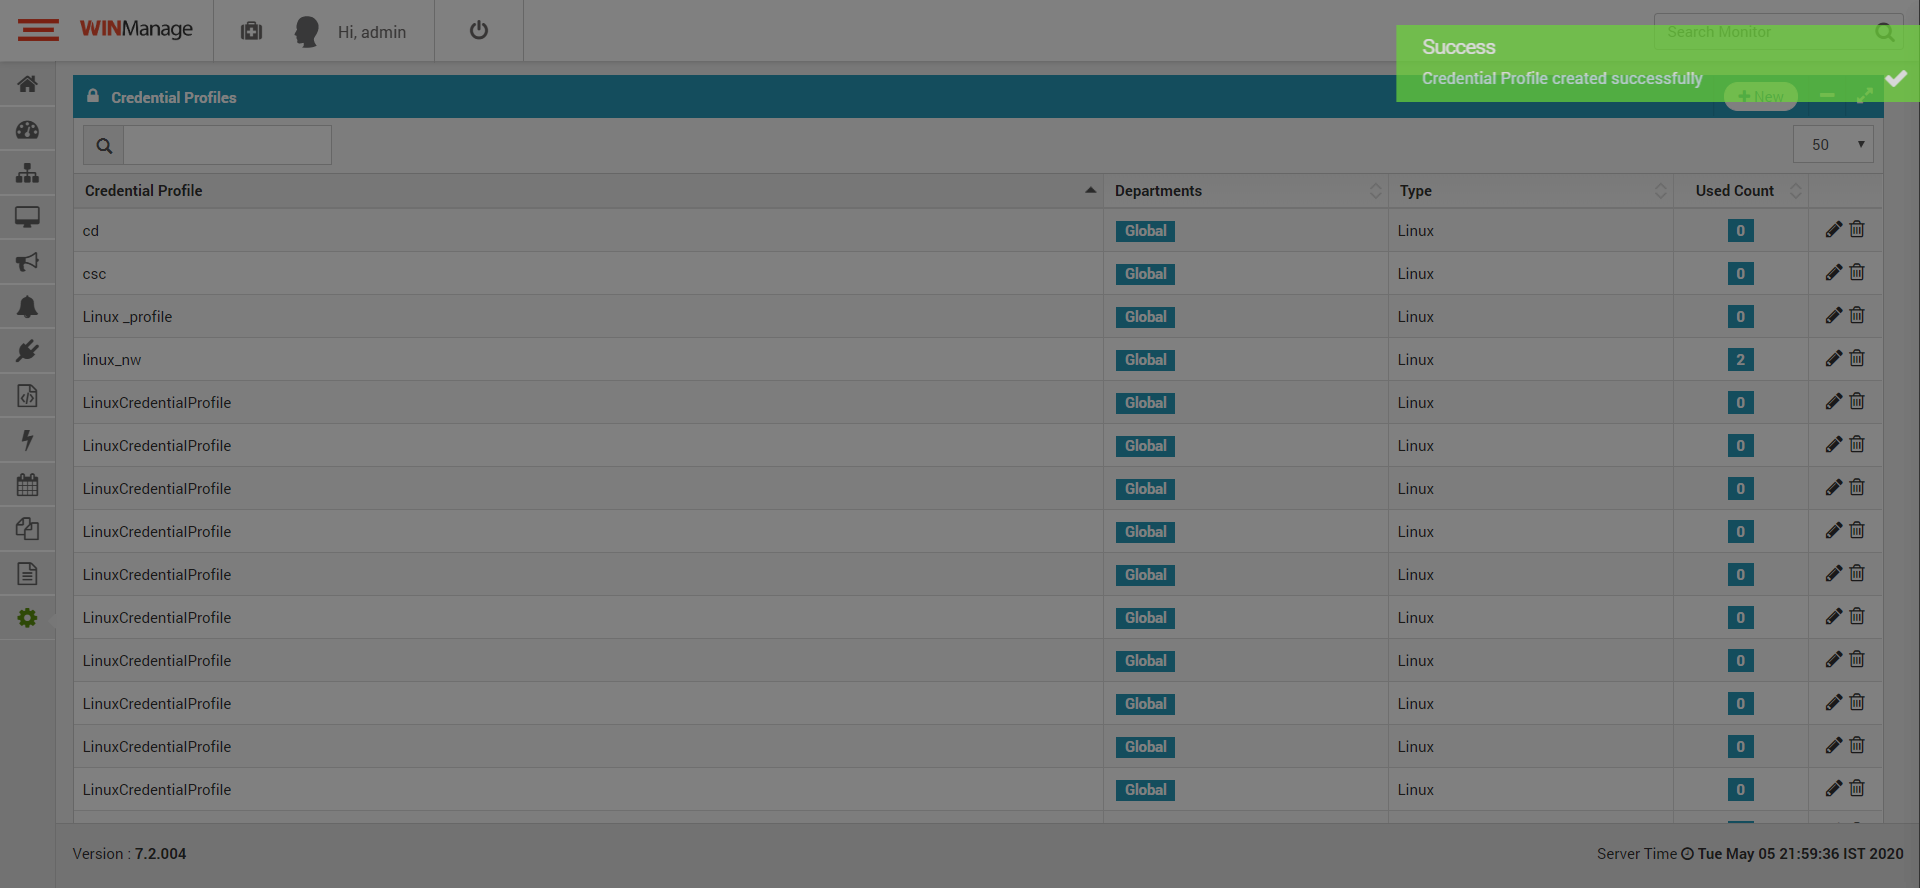 WINManage
Hi, admin
Search Monitor
Success
Credential Profile created successfully
Credential Profiles
New
50
Credential Profile Departments Type Used Count
cd Global Linux 0
csc Global Linux 0
Linux _profile Global Linux 0
linux_nw Global Linux 2
LinuxCredentialProfile Global Linux 0
LinuxCredentialProfile Global Linux 0
LinuxCredentialProfile Global Linux 0
LinuxCredentialProfile Global Linux 0
LinuxCredentialProfile Global Linux 0
LinuxCredentialProfile Global Linux 0
LinuxCredentialProfile Global Linux 0
LinuxCredentialProfile Global Linux 0
LinuxCredentialProfile Global Linux 0
LinuxCredentialProfile Global Linux 0
Version : 7.2.004
Server Time Tue May 05 21:59:36 IST 2020